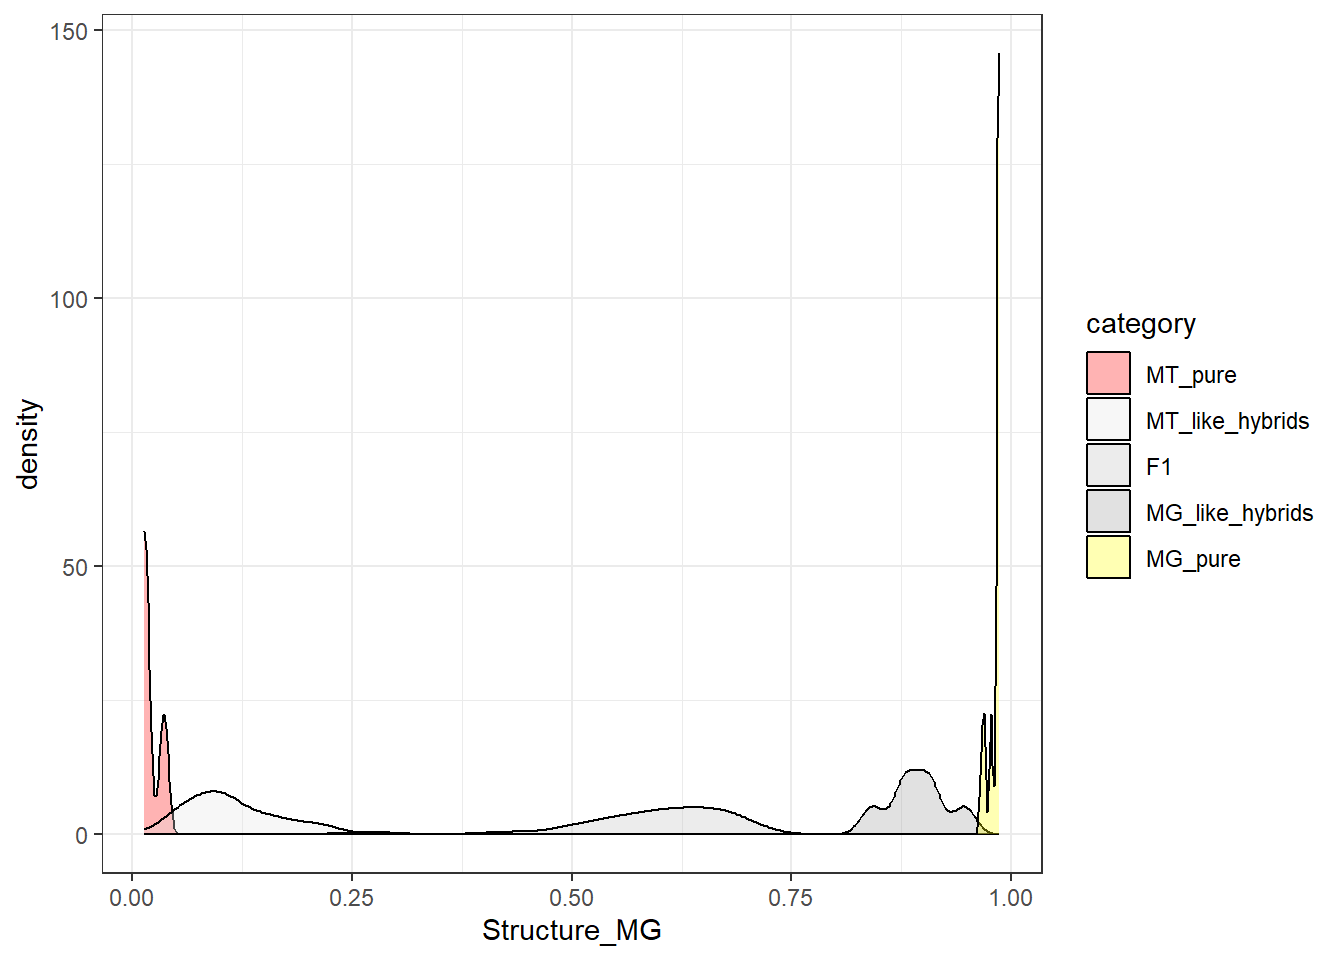 150
100
50
0
density
0.00 0.25 0.50 0.75 1.00
Structure_MG
category
MT_pure
MT_like_hybrids
F1
MG_like_hybrids
MG_pure